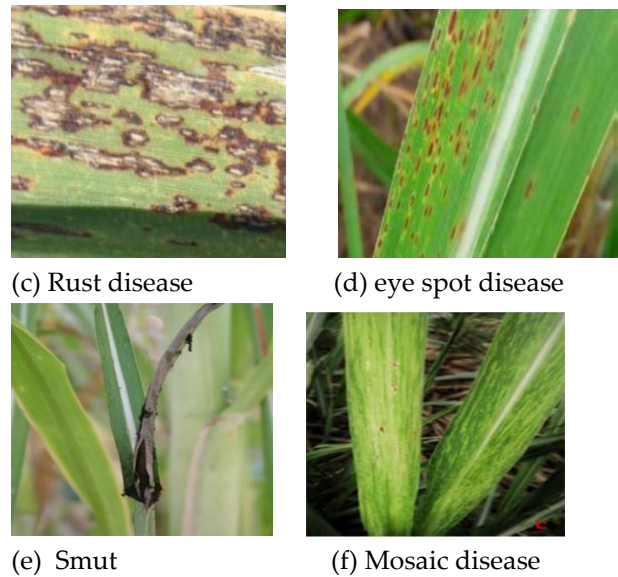 (c) Rust disease
(d) eye spot disease
(e) Smut
(f) Mosaic disease